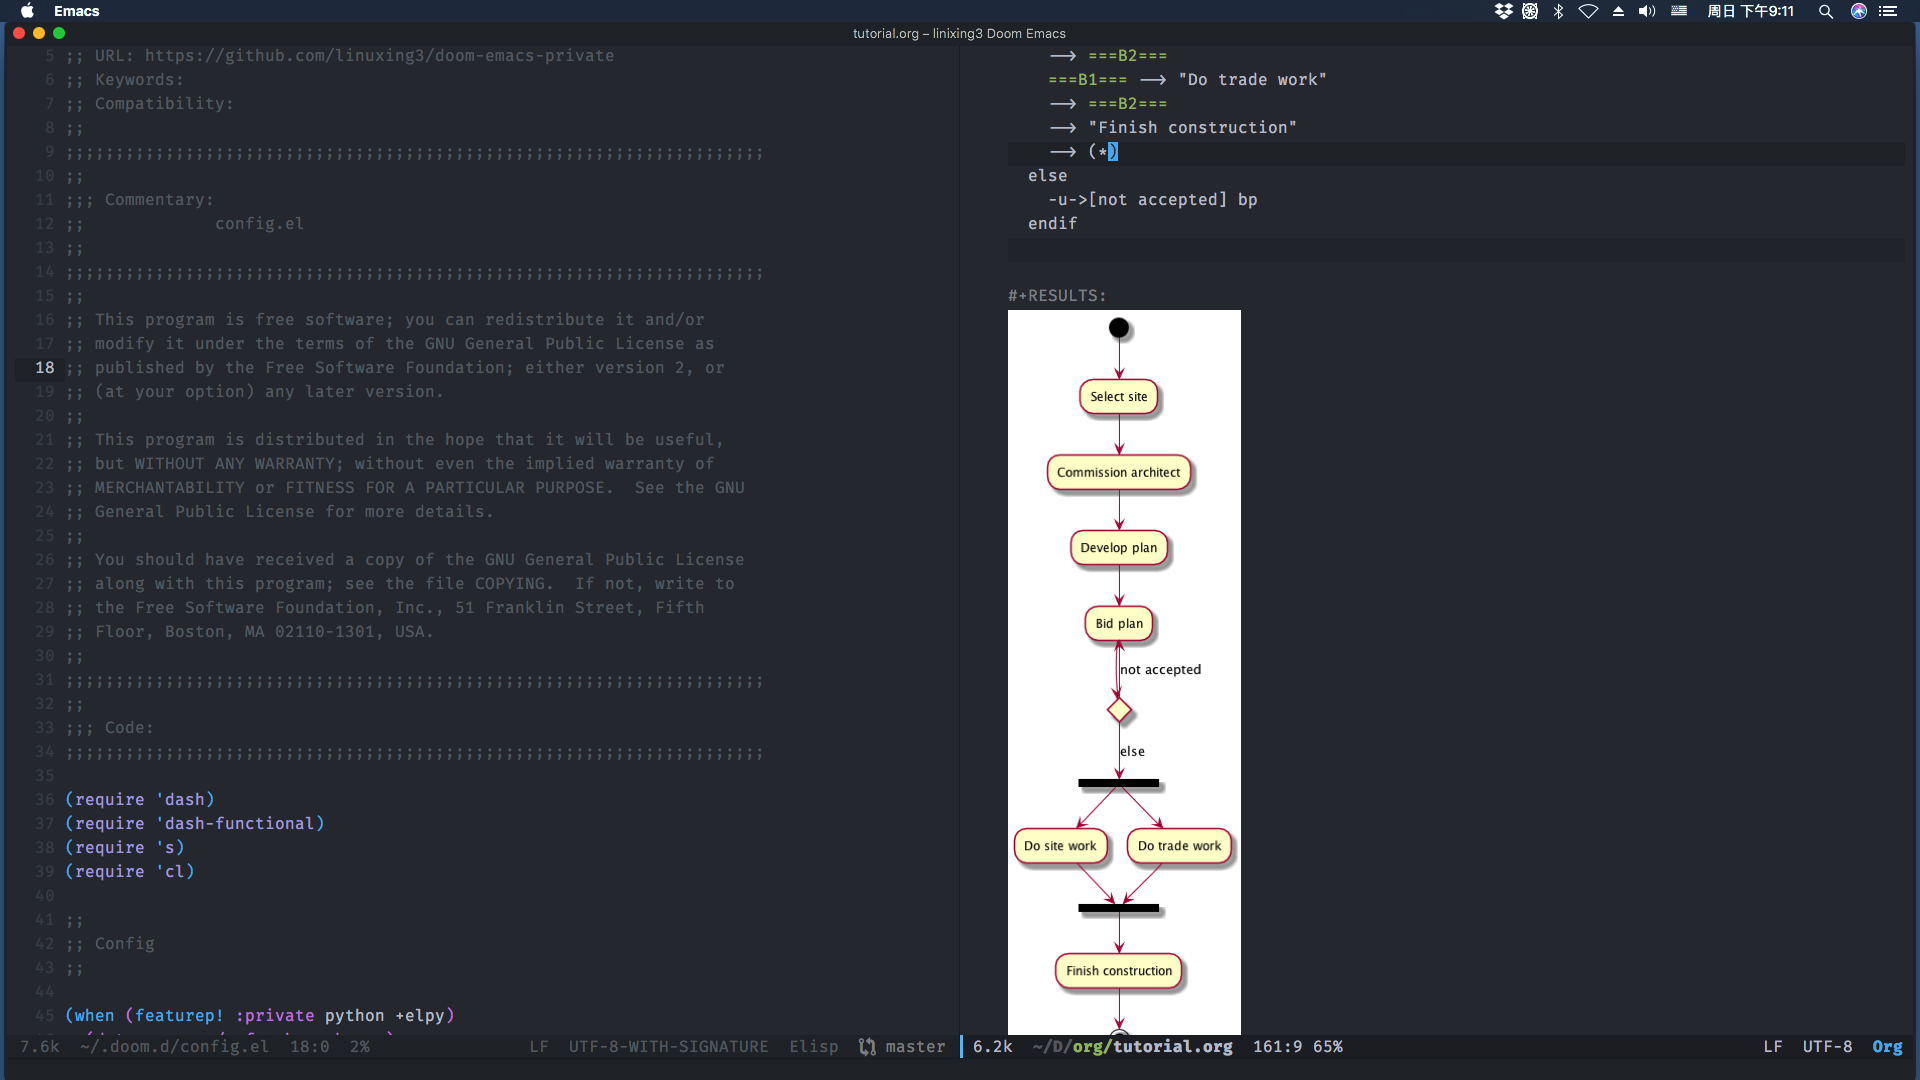 Emacs
周日 下午9:11
tutorial.org – linixing3 Doom Emacs
5 ;; URL: https://github.com/linuxing3/doom-emacs-private
6 ;; Keywords:
7 ;; Compatibility:
8 ;;
9 ;;;;;;;;;;;;;;;;;;;;;;;;;;;;;;;;;;;;;;;;;;;;;;;;;;;;;;;;;;;;;;;;;;;;;;
10 ;;
11 ;;; Commentary:
12 ;;             config.el
13 ;;
14 ;;;;;;;;;;;;;;;;;;;;;;;;;;;;;;;;;;;;;;;;;;;;;;;;;;;;;;;;;;;;;;;;;;;;;;
15 ;;
16 ;; This program is free software; you can redistribute it and/or
17 ;; modify it under the terms of the GNU General Public License as
18 ;; published by the Free Software Foundation; either version 2, or
19 ;; (at your option) any later version.
20 ;;
21 ;; This program is distributed in the hope that it will be useful,
22 ;; but WITHOUT ANY WARRANTY; without even the implied warranty of
23 ;; MERCHANTABILITY or FITNESS FOR A PARTICULAR PURPOSE.  See the GNU
24 ;; General Public License for more details.
25 ;;
26 ;; You should have received a copy of the GNU General Public License
27 ;; along with this program; see the file COPYING.  If not, write to
28 ;; the Free Software Foundation, Inc., 51 Franklin Street, Fifth
29 ;; Floor, Boston, MA 02110-1301, USA.
30 ;;
31 ;;;;;;;;;;;;;;;;;;;;;;;;;;;;;;;;;;;;;;;;;;;;;;;;;;;;;;;;;;;;;;;;;;;;;;
32 ;;
33 ;;; Code:
34 ;;;;;;;;;;;;;;;;;;;;;;;;;;;;;;;;;;;;;;;;;;;;;;;;;;;;;;;;;;;;;;;;;;;;;;
35
36 (require 'dash)
37 (require 'dash-functional)
38 (require 's)
39 (require 'cl)
40
41 ;;
42 ;; Config
43 ;;
44
45 (when (featurep! :private python +elpy)
7.6k ~/.doom.d/config.el 18:0 2% LF UTF-8-WITH-SIGNATURE Elisp master
--> ===B2===
===B1=== --> "Do trade work"
--> ===B2===
--> "Finish construction"
--> (*)
else
-u->[not accepted] bp
endif
#+RESULTS:
Select site
Commission architect
Develop plan
Bid plan
not accepted
else
Do site work Do trade work
Finish construction
6.2k ~/D/org/tutorial.org 161:9 65% LF UTF-8 Org